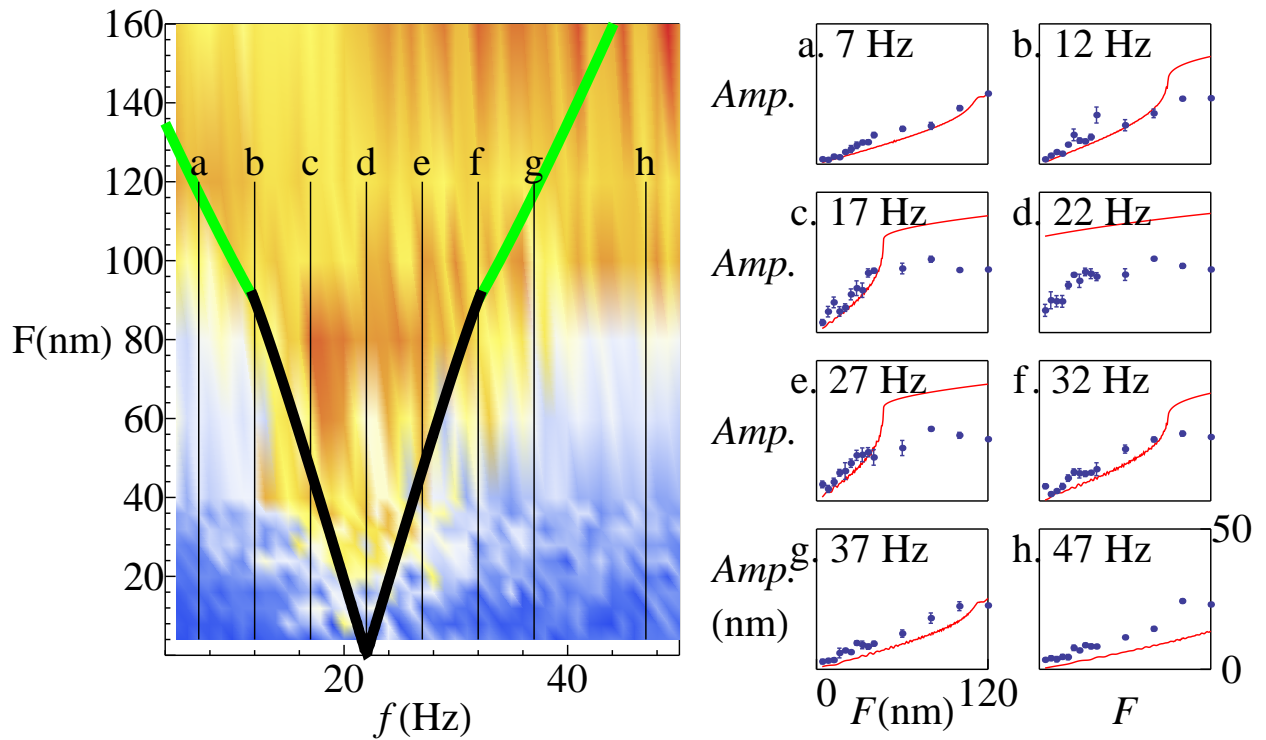 160
140
120
100
80
60
40
20
F(nm)
a b c d e f g h
20 40
f(Hz)
a. 7 Hz
b. 12 Hz
Amp.
c. 17 Hz
d. 22 Hz
Amp.
e. 27 Hz
f. 32 Hz
Amp.
g. 37 Hz
h. 47 Hz
Amp.
(nm)
50
0
0 120
F(nm)
F